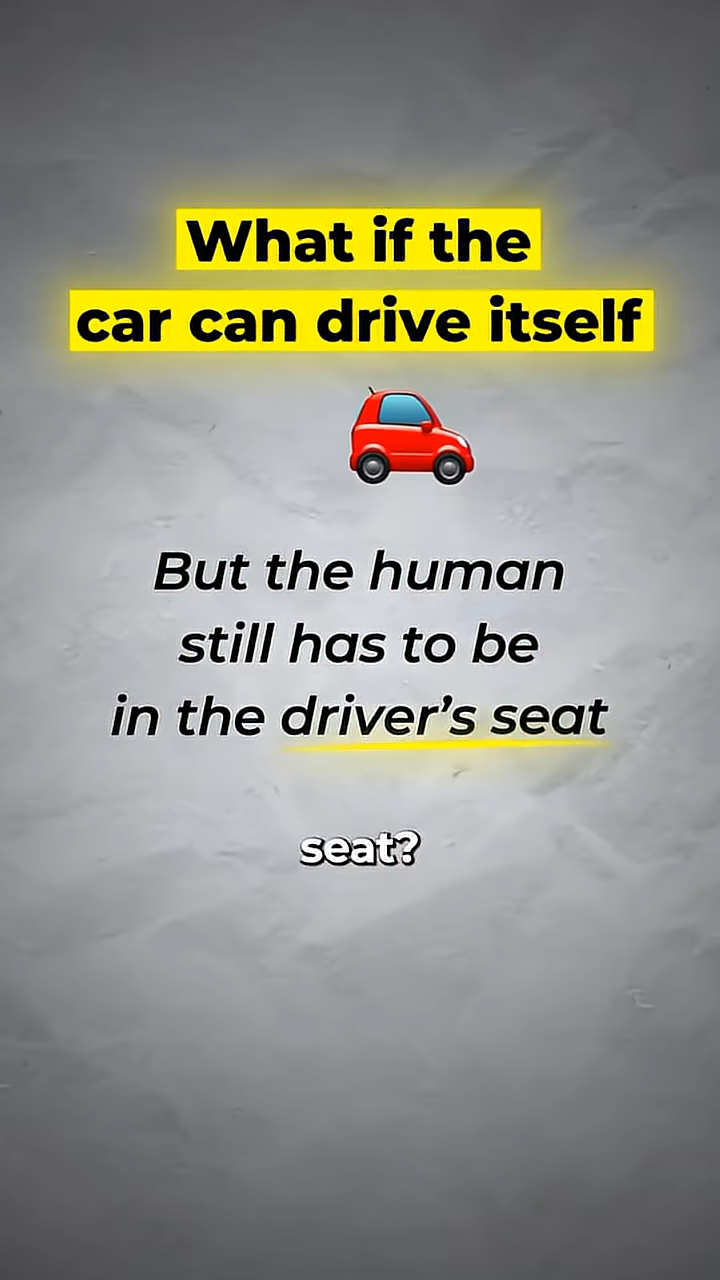 What if the
car can drive itself
But the human
still has to be
in the driver’s seat
seat?